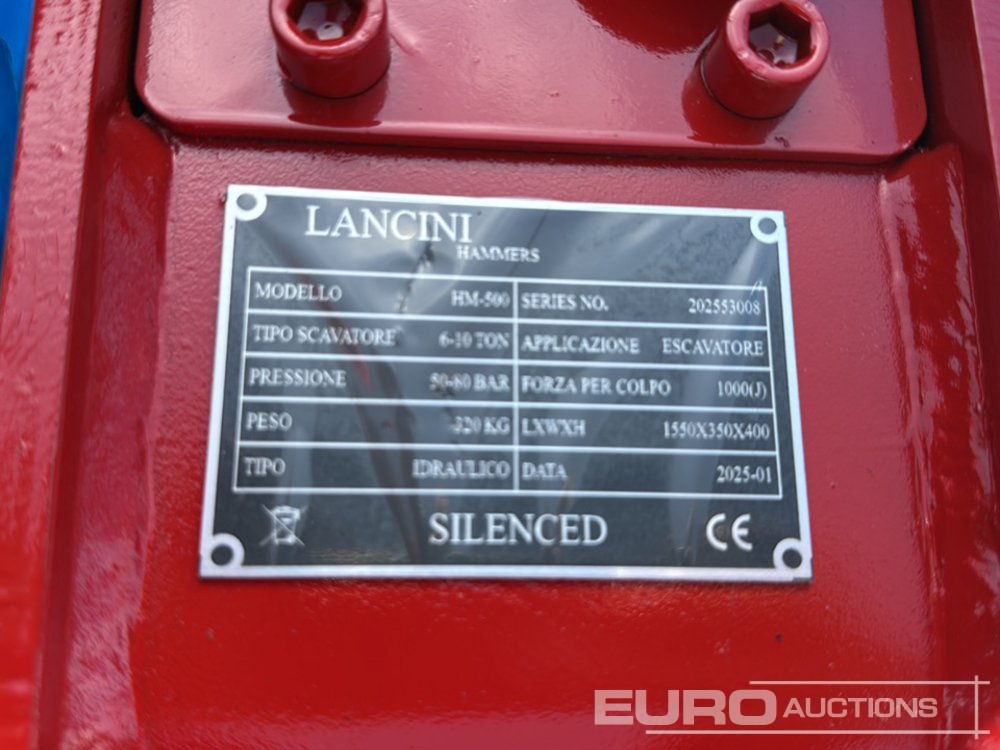 LANCINI
HAMMERS
MODELLO HM-500 SERIES NO. 202553008
TIPO SCAVATORE 6-10 TON APPLICAZIONE ESCAVATORE
PRESSIONE 50-80 BAR FORZA PER COLPO 1000(J)
PESO 320 KG LXWXH 1550X350X400
TIPO IDRAULICO DATA 2025-01
SILENCED CE
EURO AUCTIONS